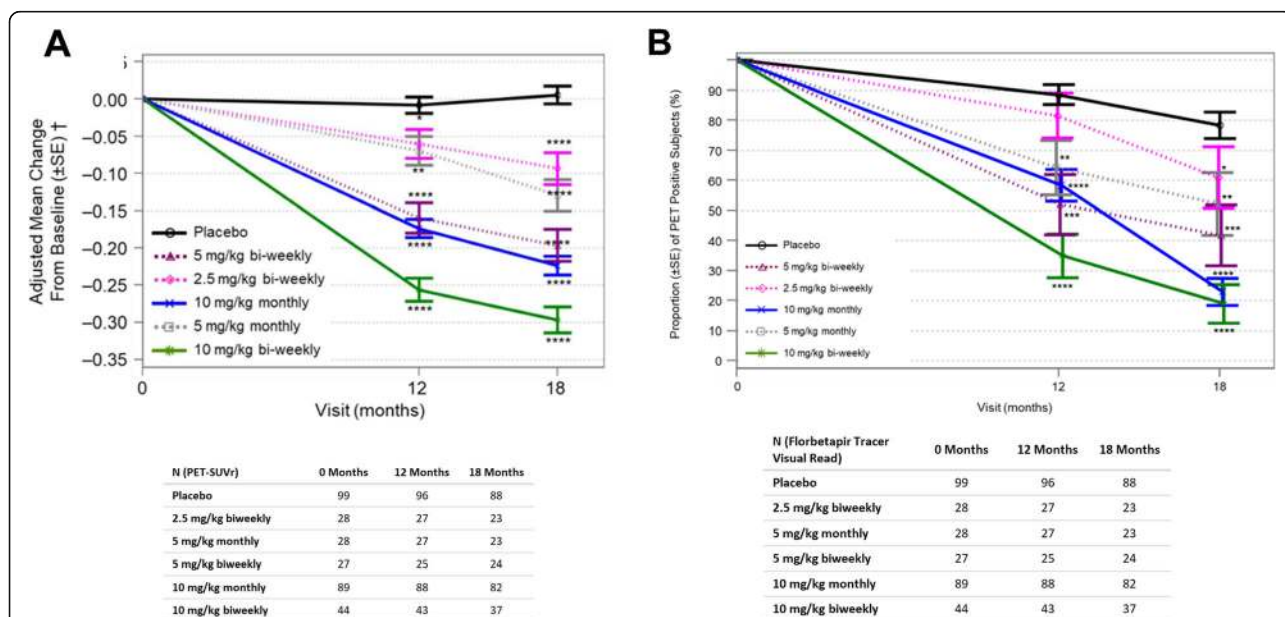 A
B
0.00
–0.05
–0.10
–0.15
–0.20
–0.25
–0.30
–0.35
Adjusted Mean Change
From Baseline (±SE) †
*
**
****
****
****
****
****
****
****
****
Placebo
5 mg/kg bi-weekly
2.5 mg/kg bi-weekly
10 mg/kg monthly
5 mg/kg monthly
10 mg/kg bi-weekly
0
12
18
Visit (months)
90
80
70
60
50
40
30
20
10
0
Proportion (±SE) of PET Positive Subjects (%)
**
****
***
****
*
**
***
****
****
Placebo
5 mg/kg bi-weekly
2.5 mg/kg bi-weekly
10 mg/kg monthly
5 mg/kg monthly
10 mg/kg bi-weekly
0
12
18
Visit (months)
N (PET-SUVr) 0 Months 12 Months 18 Months
Placebo 99 96 88
2.5 mg/kg biweekly 28 27 23
5 mg/kg monthly 28 27 23
5 mg/kg biweekly 27 25 24
10 mg/kg monthly 89 88 82
10 mg/kg biweekly 44 43 37
N (Florbetapir Tracer
Visual Read) 0 Months 12 Months 18 Months
Placebo 99 96 88
2.5 mg/kg biweekly 28 27 23
5 mg/kg monthly 28 27 23
5 mg/kg biweekly 27 25 24
10 mg/kg monthly 89 88 82
10 mg/kg biweekly 44 43 37